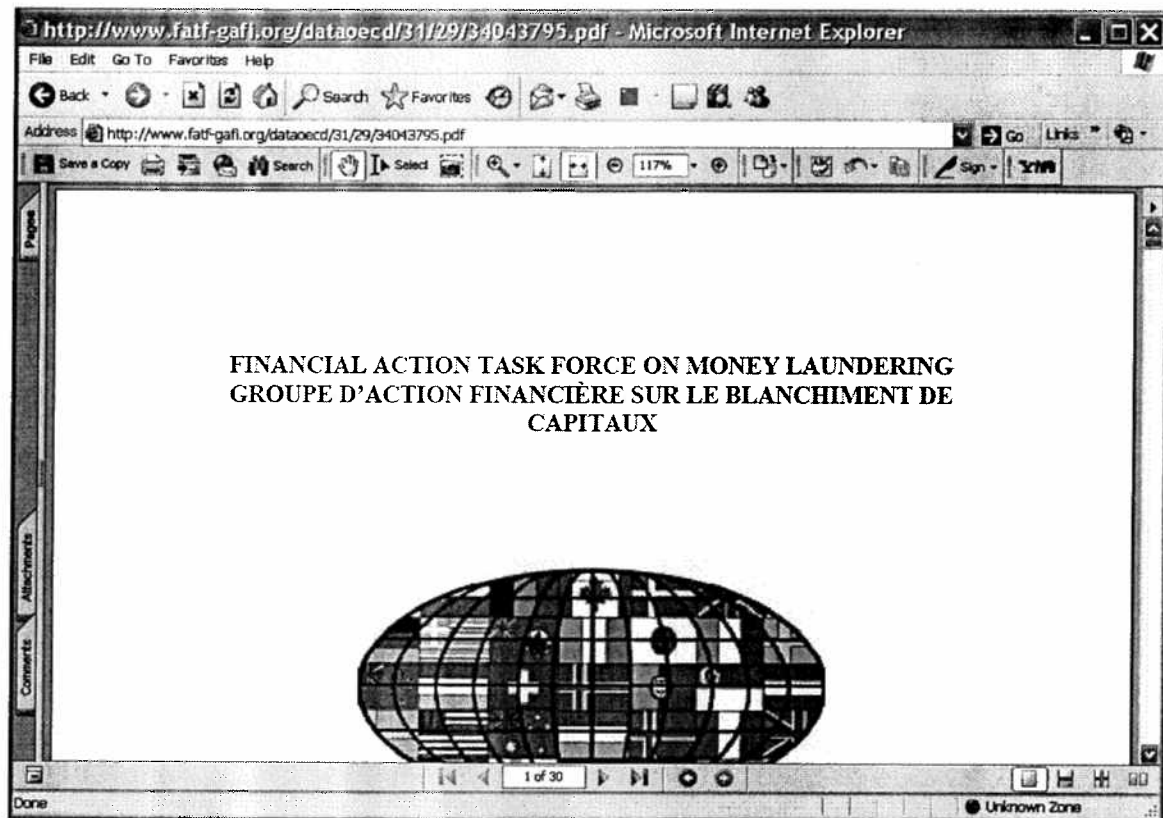 http://www.fatf-gafi.org/dataoecd/31/29/34043795.pdf - Microsoft Internet Explorer
File Edit Go To Favorites Help
Back Search Favorites
Address http://www.fatf-gafi.org/dataoecd/31/29/34043795.pdf Go Links »
Save a Copy Search Select 117% Sign
Pages
FINANCIAL ACTION TASK FORCE ON MONEY LAUNDERING
GROUPE D'ACTION FINANCIÈRE SUR LE BLANCHIMENT DE
CAPITAUX
Attachments
Comments
1 of 30
Done Unknown Zone